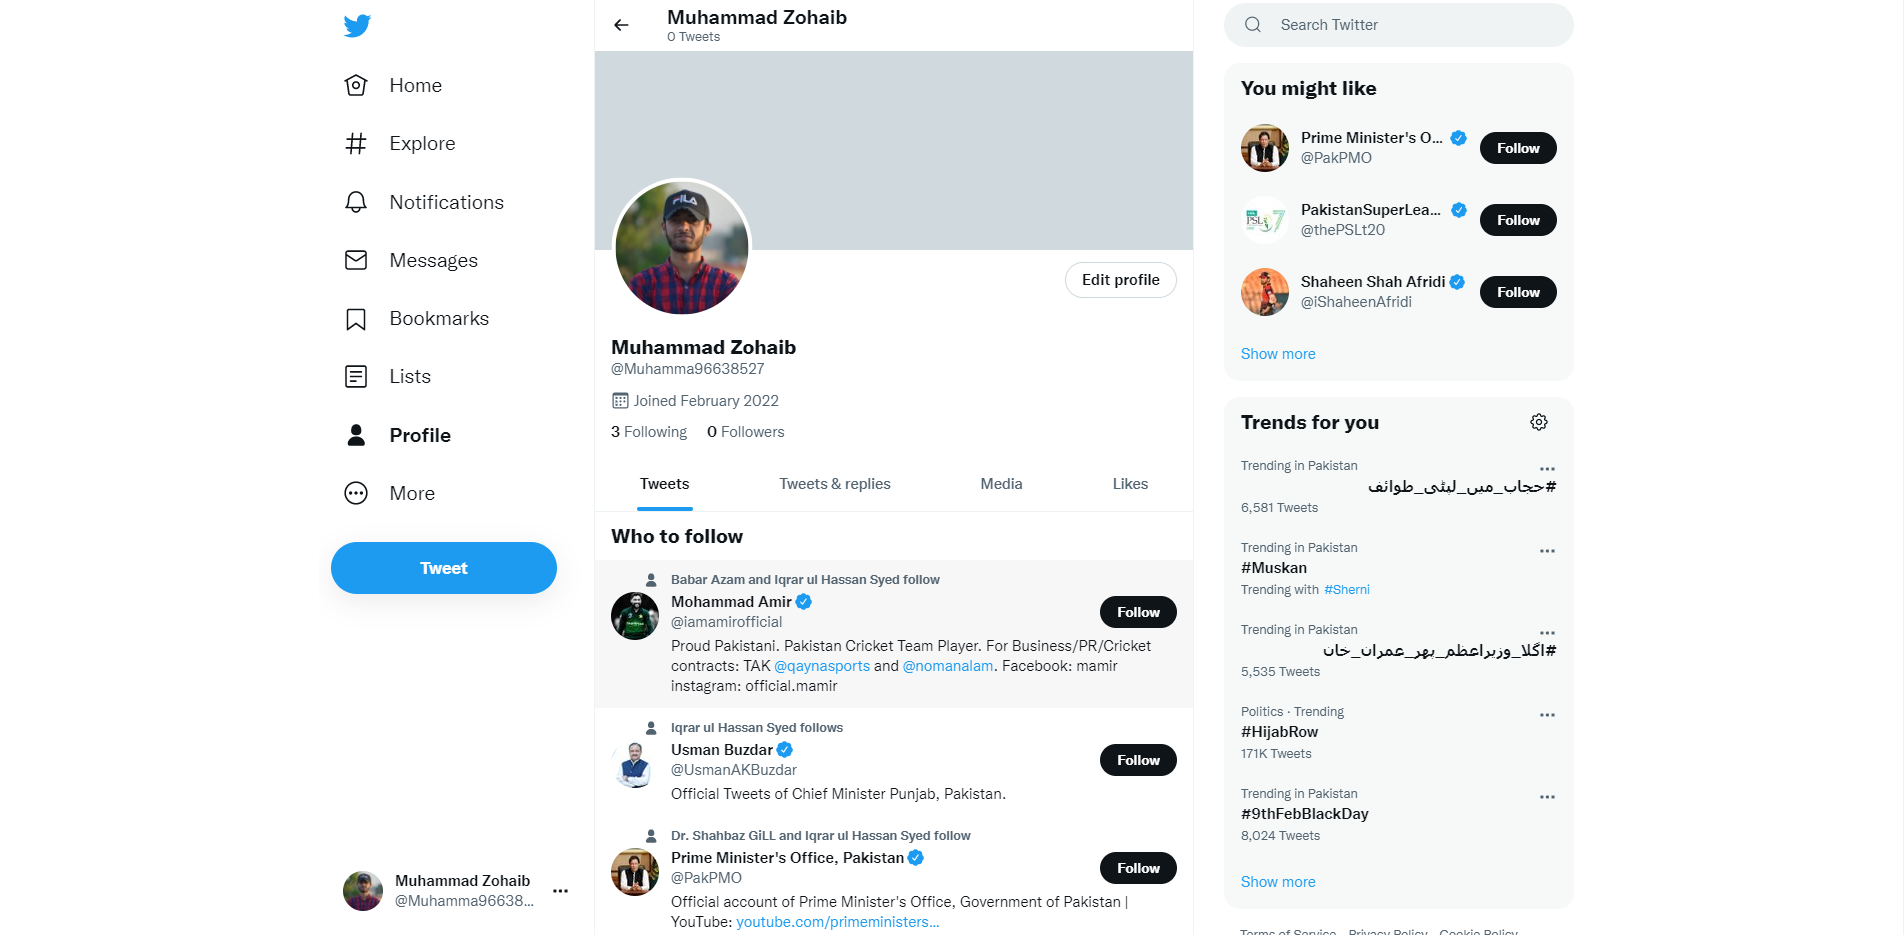 Home
Explore
Notifications
Messages
Bookmarks
Lists
Profile
More
Tweet
Muhammad Zohaib
@Muhamma96638...
Muhammad Zohaib
0 Tweets
FILA
Edit profile
Muhammad Zohaib
@Muhamma96638527
Joined February 2022
3 Following 0 Followers
Tweets Tweets & replies Media Likes
Who to follow
Babar Azam and Iqrar ul Hassan Syed follow
Mohammad Amir
@iamamirofficial
Follow
Proud Pakistani. Pakistan Cricket Team Player. For Business/PR/Cricket
contracts: TAK @qaynasports and @nomanalam. Facebook: mamir
instagram: official.mamir
Iqrar ul Hassan Syed follows
Usman Buzdar
@UsmanAKBuzdar
Follow
Official Tweets of Chief Minister Punjab, Pakistan.
Dr. Shahbaz GiLL and Iqrar ul Hassan Syed follow
Prime Minister's Office, Pakistan
@PakPMO
Follow
Official account of Prime Minister's Office, Government of Pakistan |
YouTube: youtube.com/primeministers...
Search Twitter
You might like
Prime Minister's O...
@PakPMO
Follow
PSL 7
PakistanSuperLea...
@thePSLt20
Follow
Shaheen Shah Afridi
@iShaheenAfridi
Follow
Show more
Trends for you
Trending in Pakistan
#حجاب_میں_لپٹی_طوائف
6,581 Tweets
Trending in Pakistan
#Muskan
Trending with #Sherni
Trending in Pakistan
#اگلا_وزیراعظم_پھر_عمران_خان
5,535 Tweets
Politics · Trending
#HijabRow
171K Tweets
Trending in Pakistan
#9thFebBlackDay
8,024 Tweets
Show more
Terms of Service Privacy Policy Cookie Policy